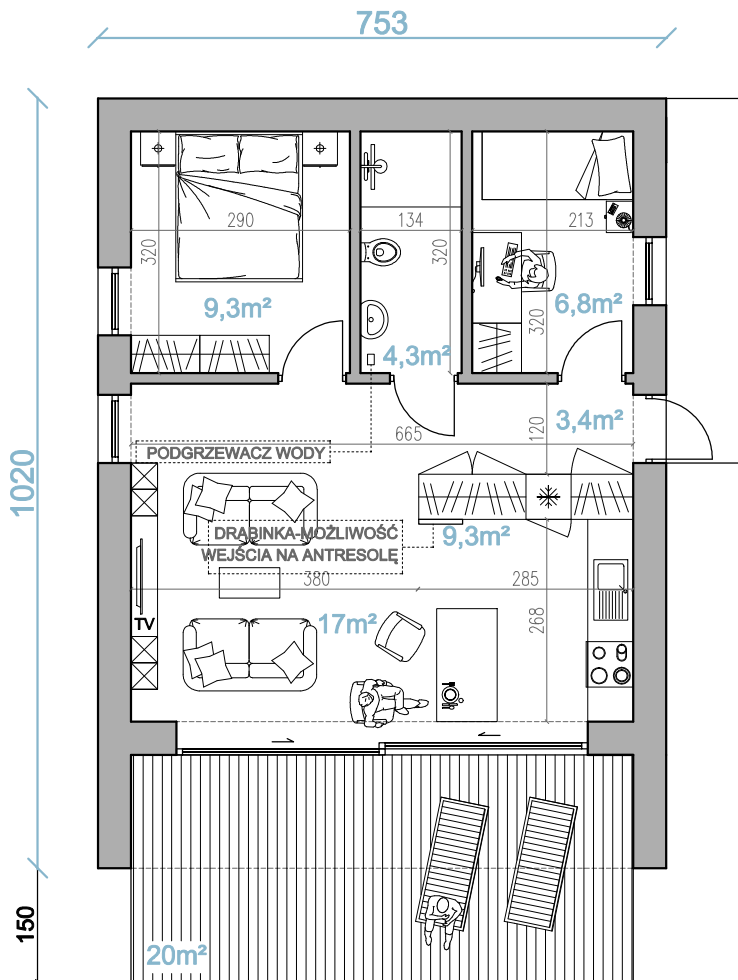 753
290
134
213
320
320
320
9,3m²
6,8m²
4,3m²
3,4m²
665
120
1020
PODGRZEWACZ WODY
DRABINKA-MOŻLIWOŚĆ
WEJŚCIA NA ANTRESOLĘ
9,3m²
380
285
268
TV
17m²
150
20m²